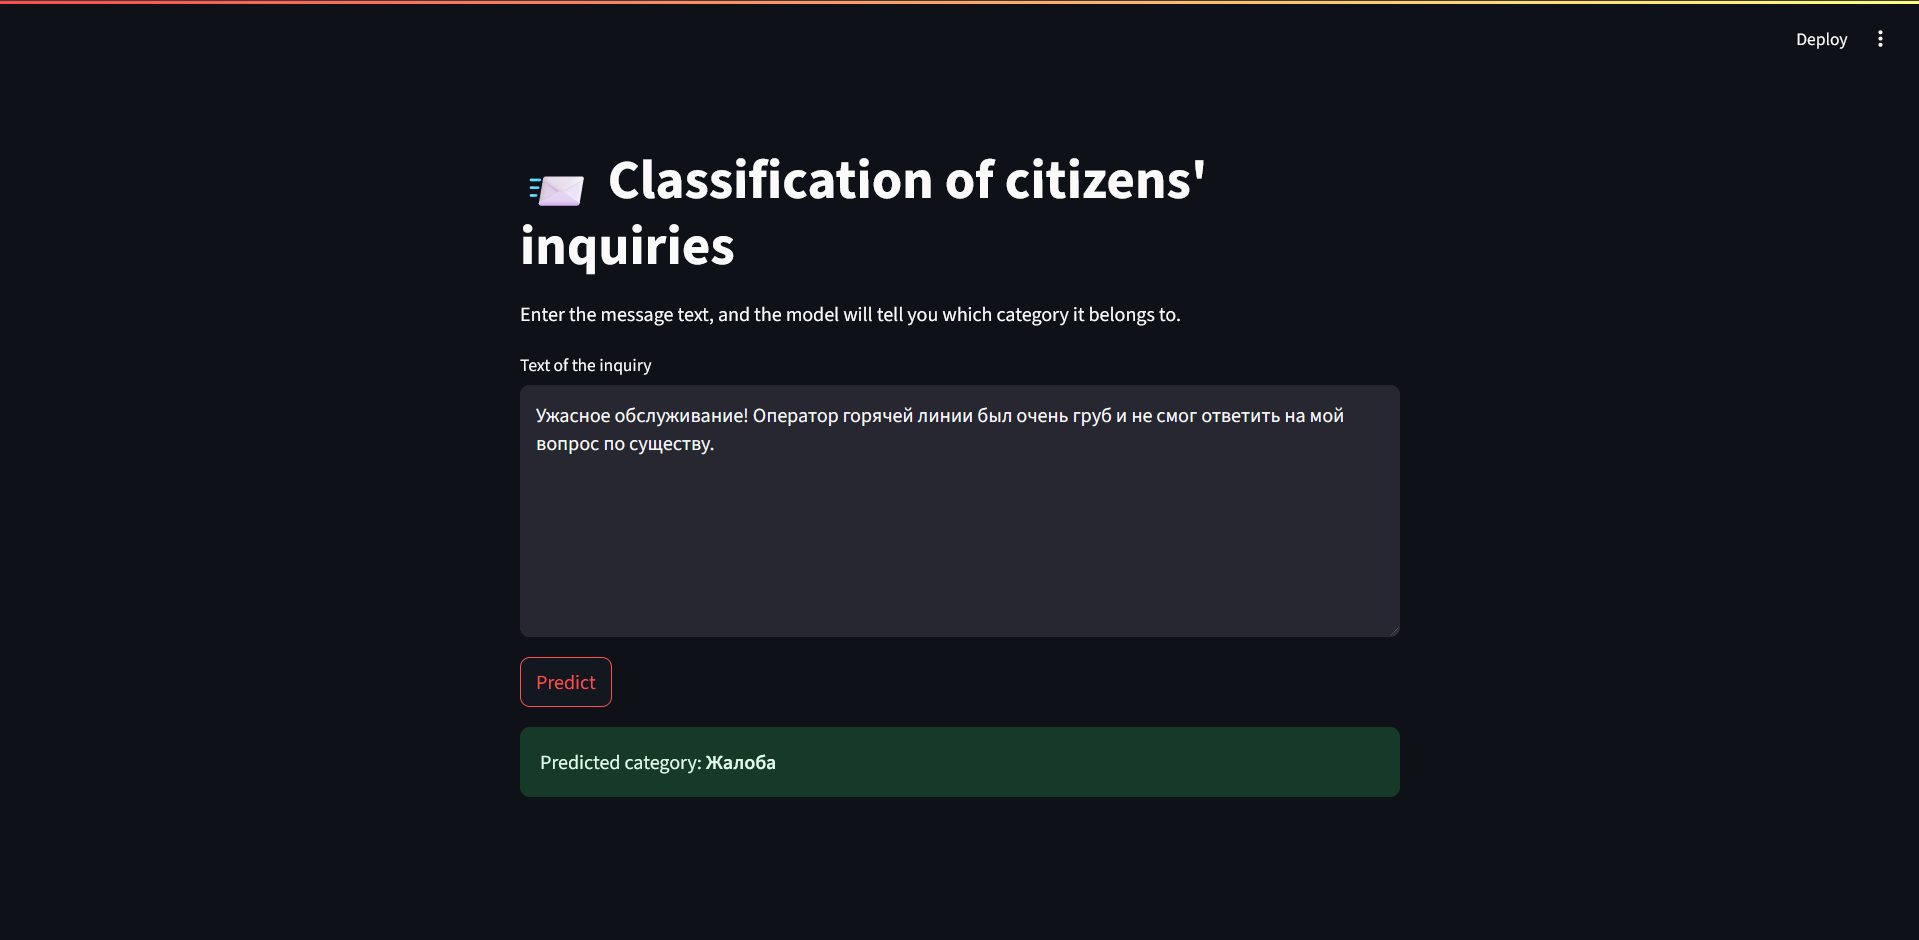 Deploy
Classification of citizens'
inquiries
Enter the message text, and the model will tell you which category it belongs to.
Text of the inquiry
Ужасное обслуживание! Оператор горячей линии был очень груб и не смог ответить на мой
вопрос по существу.
Predict
Predicted category: Жалоба